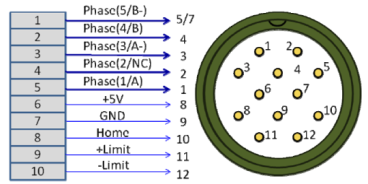 1 Phase(5/B-) 5/7
2 Phase(4/B) 4
3 Phase(3/A-) 3
4 Phase(2/NC) 2
5 Phase(1/A) 1
6 +5V 8
7 GND 9
8 Home 10
9 +Limit 11
10 -Limit 12
1 2
3 4 5
6 7
8 9 10
11 12